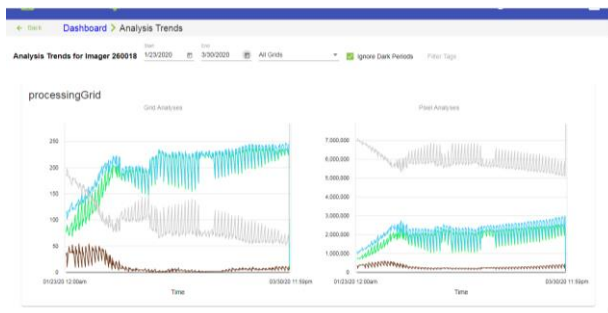 ← Back Dashboard > Analysis Trends
Analysis Trends for Imager 260018 Start 1/23/2020 End 3/30/2020 All Grids Ignore Dark Periods Filter Tags
processingGrid
Grid Analyses
250
200
150
100
50
0
01/23/20 12:00am 03/30/20 11:59pm
Time
Pixel Analyses
7,000,000
6,000,000
5,000,000
4,000,000
3,000,000
2,000,000
1,000,000
0
01/23/20 12:00am 03/30/20 11:59pm
Time